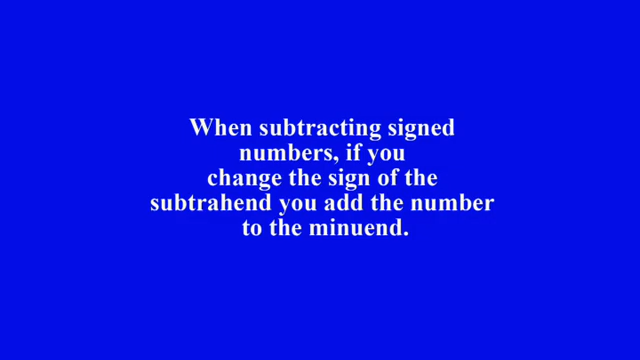 When subtracting signed
numbers, if you
change the sign of the
subtrahend you add the number
to the minuend.